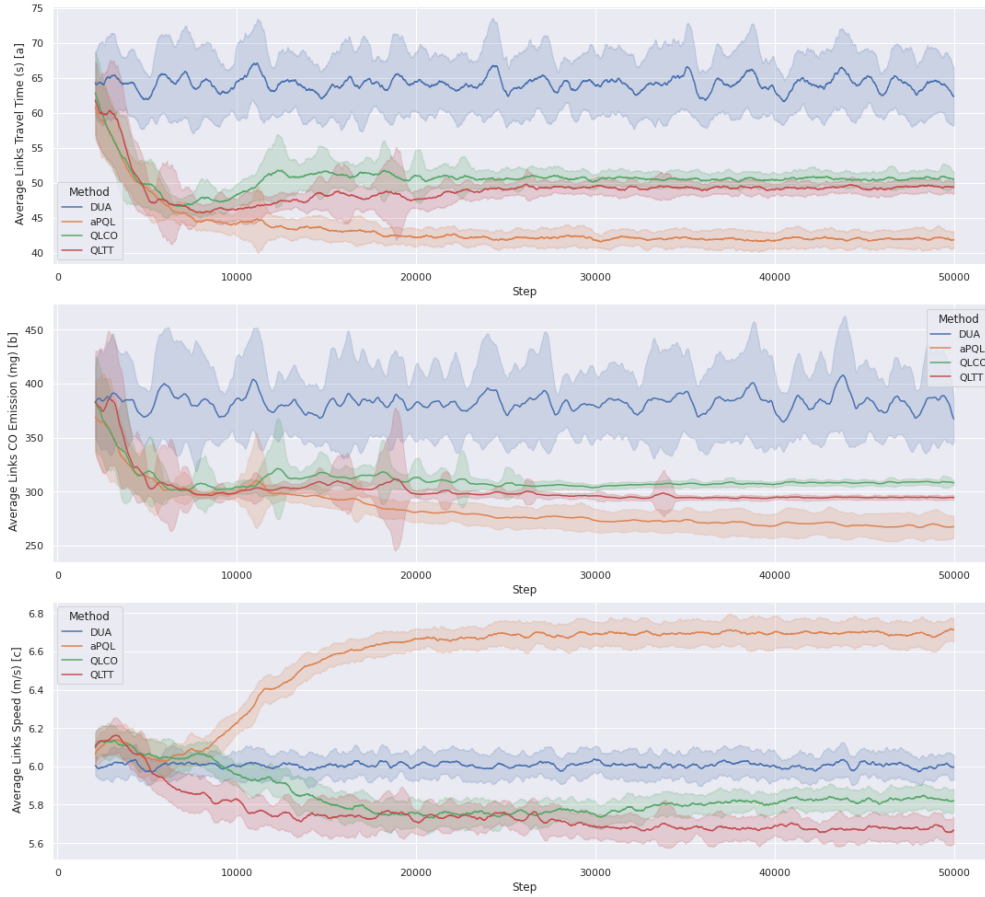 75
70
65
60
55
50
45
40
Average Links Travel Time (s) [a]
Method
DUA
aPQL
QLCO
QLTT
0 10000 20000 30000 40000 50000
Step
450
400
350
300
250
Average Links CO Emission (mg) [b]
Method
DUA
aPQL
QLCO
QLTT
0 10000 20000 30000 40000 50000
Step
6.8
6.6
6.4
6.2
6.0
5.8
5.6
Average Links Speed (m/s) [c]
Method
DUA
aPQL
QLCO
QLTT
0 10000 20000 30000 40000 50000
Step